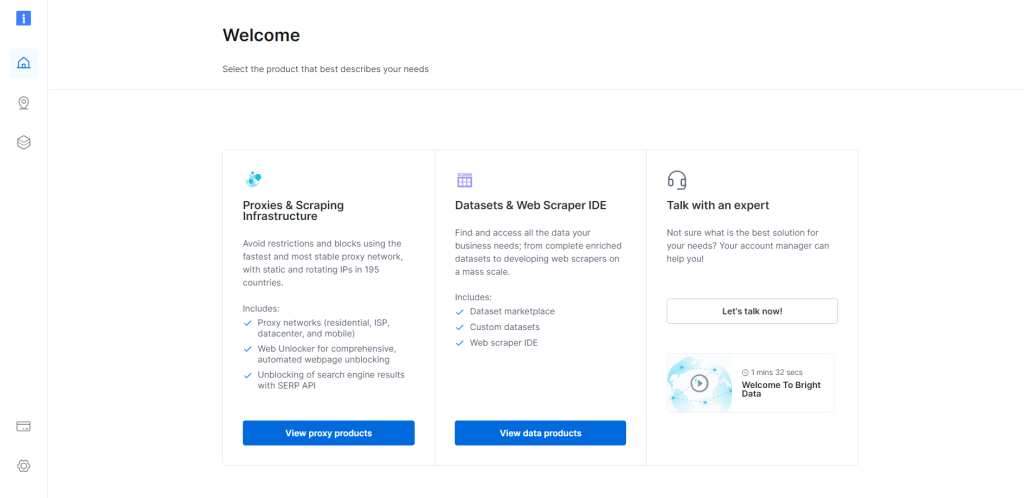 i
Welcome
Select the product that best describes your needs
Proxies & Scraping
Infrastructure
Avoid restrictions and blocks using the
fastest and most stable proxy network,
with static and rotating IPs in 195
countries.
Includes:
Proxy networks (residential, ISP,
datacenter, and mobile)
Web Unlocker for comprehensive,
automated webpage unblocking
Unblocking of search engine results
with SERP API
View proxy products
Datasets & Web Scraper IDE
Find and access all the data your
business needs; from complete enriched
datasets to developing web scrapers on
a mass scale.
Includes:
Dataset marketplace
Custom datasets
Web scraper IDE
View data products
Talk with an expert
Not sure what is the best solution for
your needs? Your account manager can
help you!
Let's talk now!
1 mins 32 secs
Welcome To Bright
Data